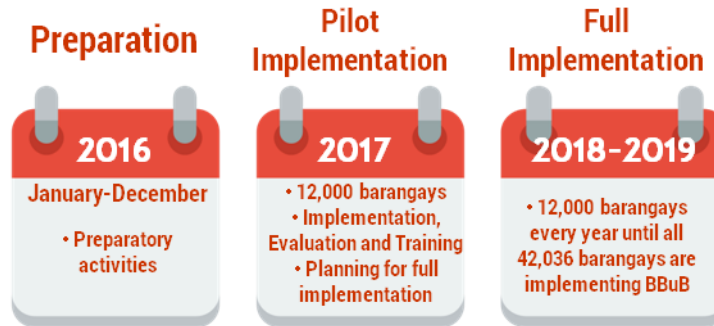 Preparation
2016
January-December
• Preparatory
activities
Pilot
Implementation
2017
• 12,000 barangays
• Implementation,
Evaluation and Training
• Planning for full
implementation
Full
Implementation
2018-2019
• 12,000 barangays
every year until all
42,036 barangays are
implementing BBuB